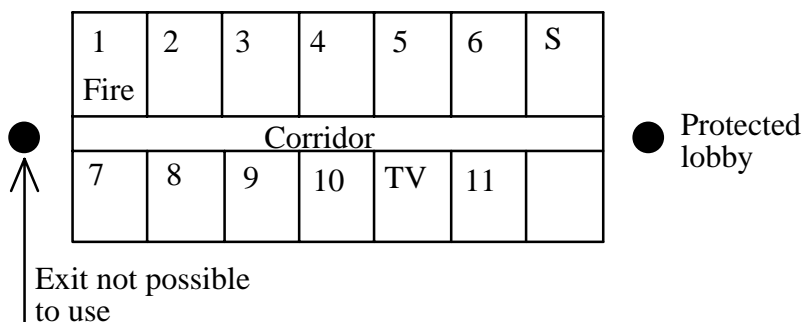 1 2 3 4 5 6 S
Fire
Corridor
Protected
lobby
7 8 9 10 TV 11
Exit not possible
to use